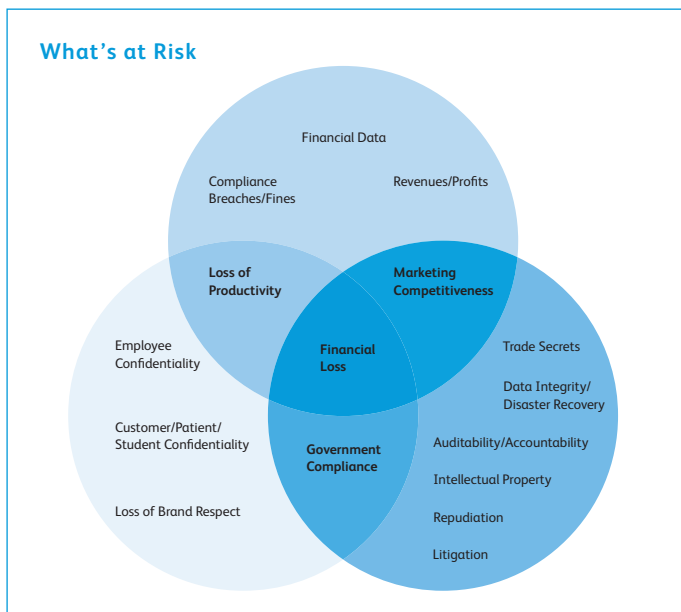 What's at Risk
Financial Data
Compliance
Breaches/Fines
Revenues/Profits
Loss of
Productivity
Marketing
Competitiveness
Employee
Confidentiality
Financial
Loss
Trade Secrets
Data Integrity/
Disaster Recovery
Customer/Patient/
Student Confidentiality
Government
Compliance
Auditability/Accountability
Intellectual Property
Loss of Brand Respect
Repudiation
Litigation